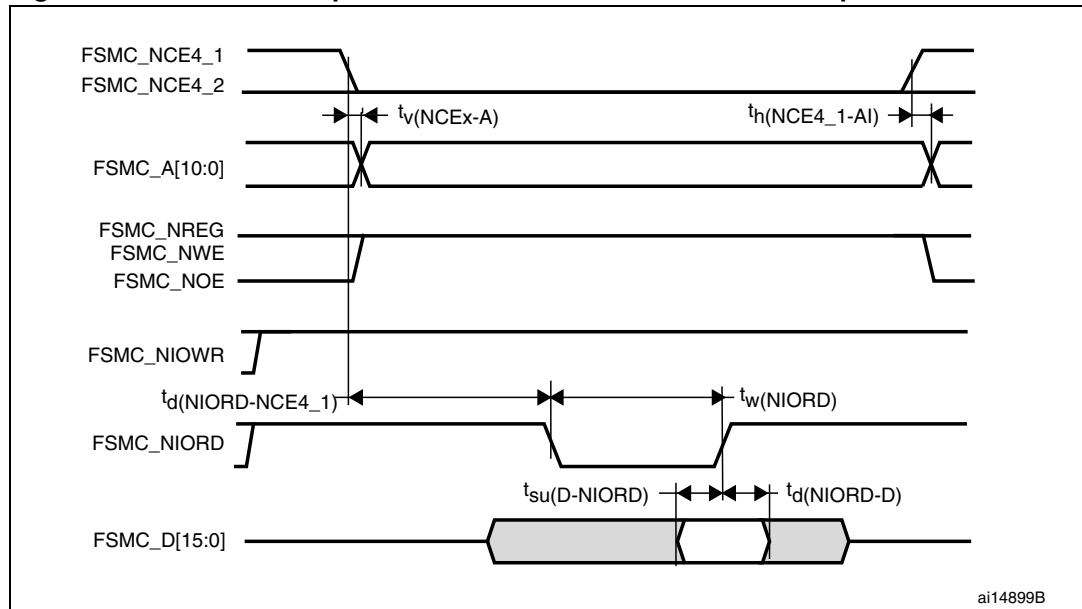 FSMC_NCE4_1
FSMC_NCE4_2
tv(NCEx-A)
th(NCE4_1-AI)
FSMC_A[10:0]
FSMC_NREG
FSMC_NWE
FSMC_NOE
FSMC_NIOWR
td(NIORD-NCE4_1)
tw(NIORD)
FSMC_NIORD
tsu(D-NIORD)
td(NIORD-D)
FSMC_D[15:0]
ai14899B